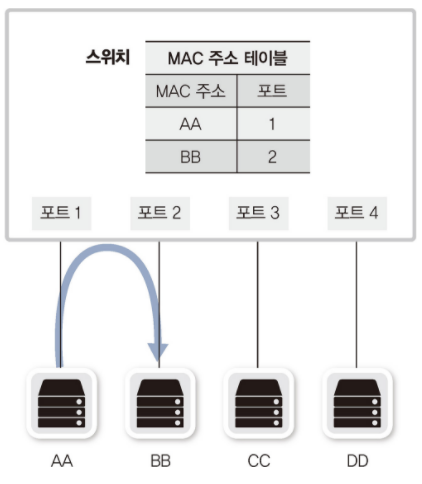 스위치
MAC 주소 테이블
MAC 주소 포트
AA 1
BB 2
포트 1 포트 2 포트 3 포트 4
AA BB CC DD